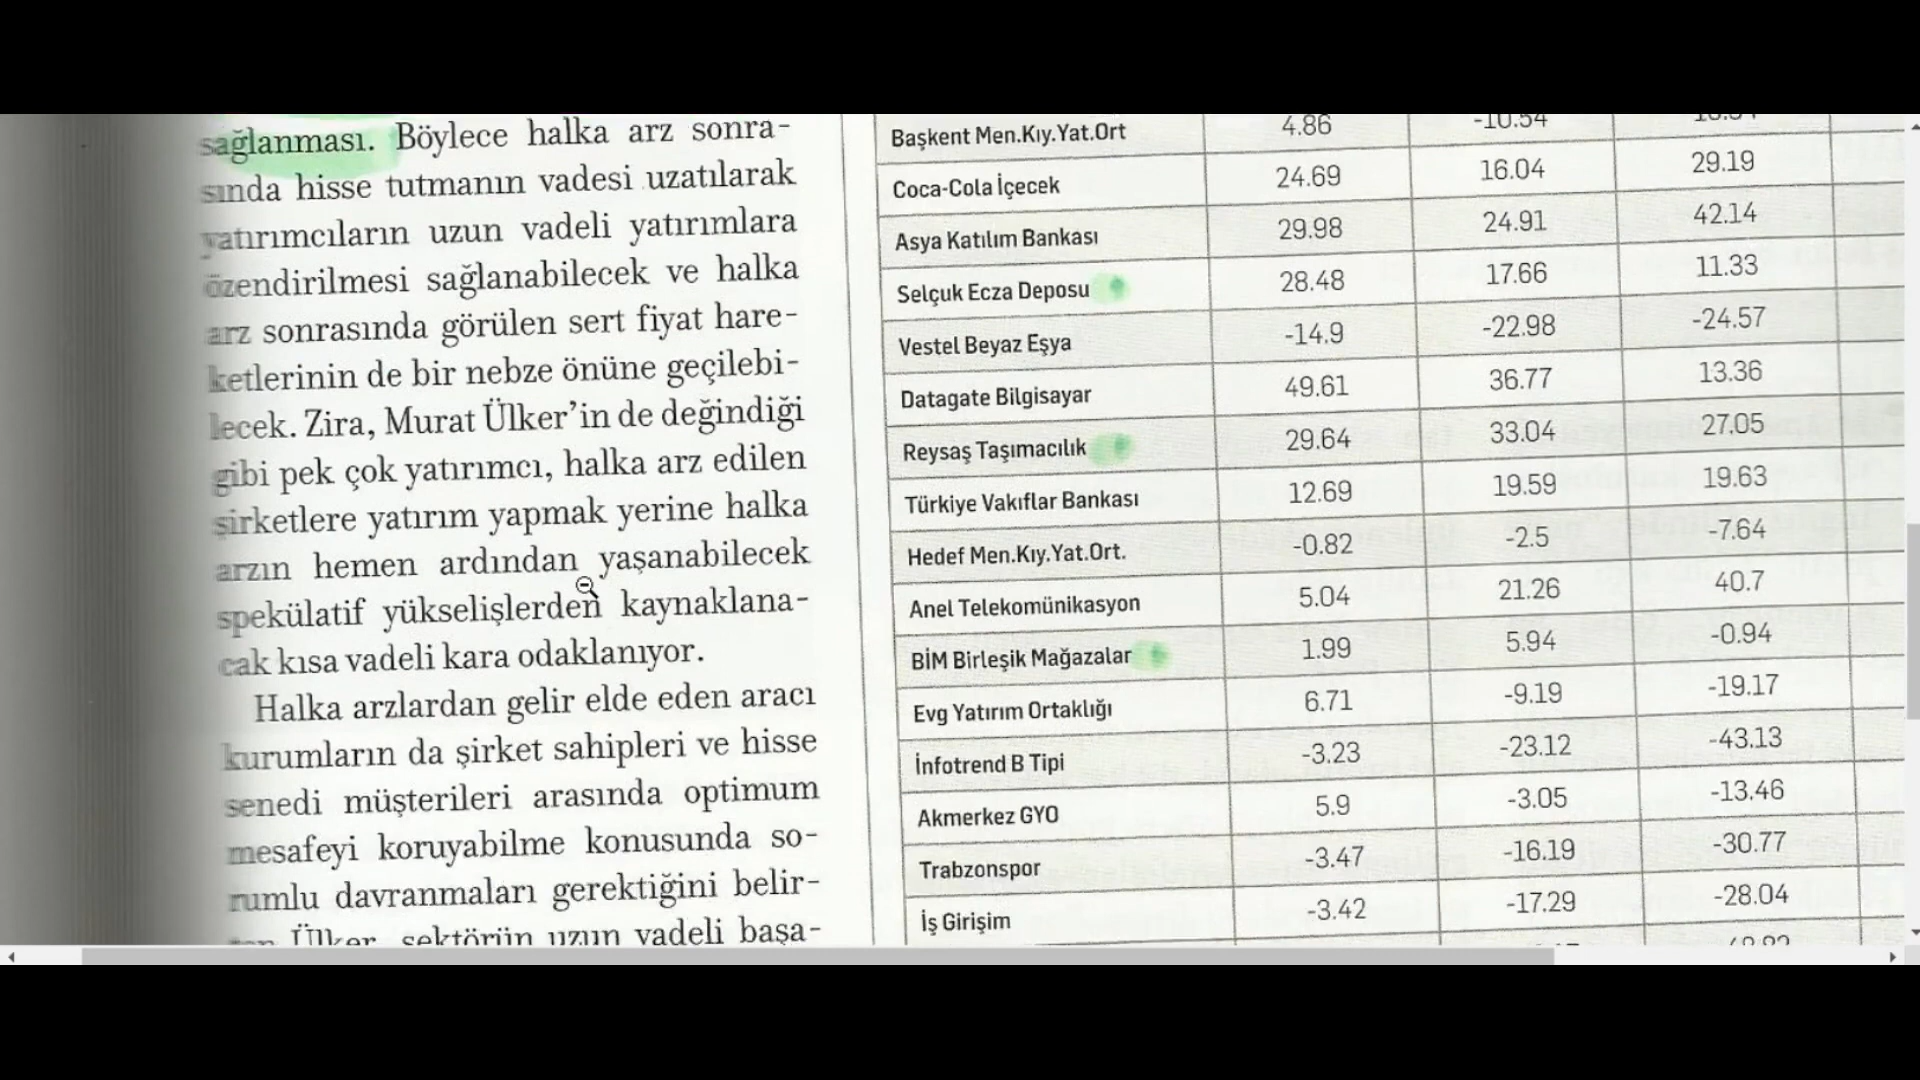 sağlanması. Böylece halka arz sonra-
sında hisse tutmanın vadesi uzatılarak
yatırımcıların uzun vadeli yatırımlara
özendirilmesi sağlanabilecek ve halka
arz sonrasında görülen sert fiyat hare-
ketlerinin de bir nebze önüne geçilebi-
lecek. Zira, Murat Ülker’in de değindiği
gibi pek çok yatırımcı, halka arz edilen
şirketlere yatırım yapmak yerine halka
arzın hemen ardından yaşanabilecek
spekülatif yükselişlerden kaynaklana-
cak kısa vadeli kara odaklanıyor.
Halka arzlardan gelir elde eden aracı
kurumların da şirket sahipleri ve hisse
senedi müşterileri arasında optimum
mesafeyi koruyabilme konusunda so-
rumlu davranmaları gerektiğini belir-
ten Ülker, sektörün uzun vadeli başa-
Başkent Men.Kıy.Yat.Ort 4.86 -10.54
Coca-Cola İçecek 24.69 16.04 29.19
Asya Katılım Bankası 29.98 24.91 42.14
Selçuk Ecza Deposu 28.48 17.66 11.33
Vestel Beyaz Eşya -14.9 -22.98 -24.57
Datagate Bilgisayar 49.61 36.77 13.36
Reysaş Taşımacılık 29.64 33.04 27.05
Türkiye Vakıflar Bankası 12.69 19.59 19.63
Hedef Men.Kıy.Yat.Ort. -0.82 -2.5 -7.64
Anel Telekomünikasyon 5.04 21.26 40.7
BİM Birleşik Mağazalar 1.99 5.94 -0.94
Evg Yatırım Ortaklığı 6.71 -9.19 -19.17
İnfotrend B Tipi -3.23 -23.12 -43.13
Akmerkez GYO 5.9 -3.05 -13.46
Trabzonspor -3.47 -16.19 -30.77
İş Girişim -3.42 -17.29 -28.04